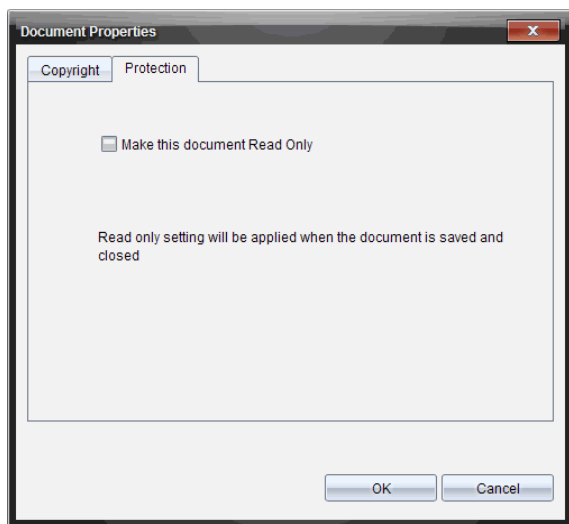 Document Properties
Copyright
Protection
Make this document Read Only
Read only setting will be applied when the document is saved and
closed
OK
Cancel